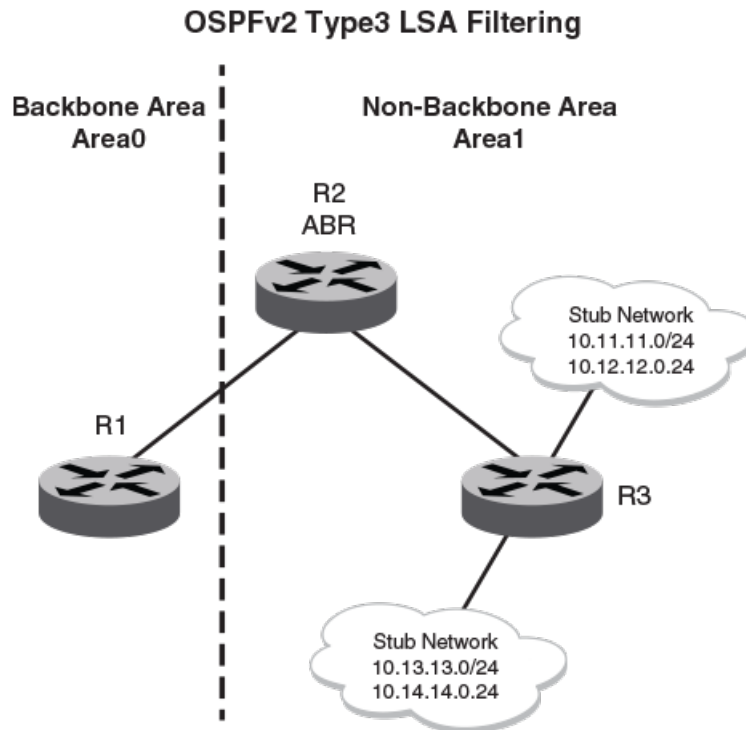 OSPFv2 Type3 LSA Filtering
Backbone Area
Area0
Non-Backbone Area
Area1
R2
ABR
Stub Network
10.11.11.0/24
10.12.12.0.24
R1
R3
Stub Network
10.13.13.0/24
10.14.14.0.24